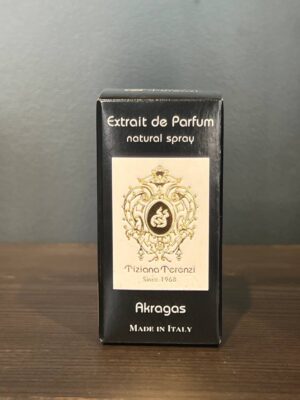 Extrait de Parfum
natural spray
Tiziana Terenzi
Since 1968
Akragas
Made in Italy